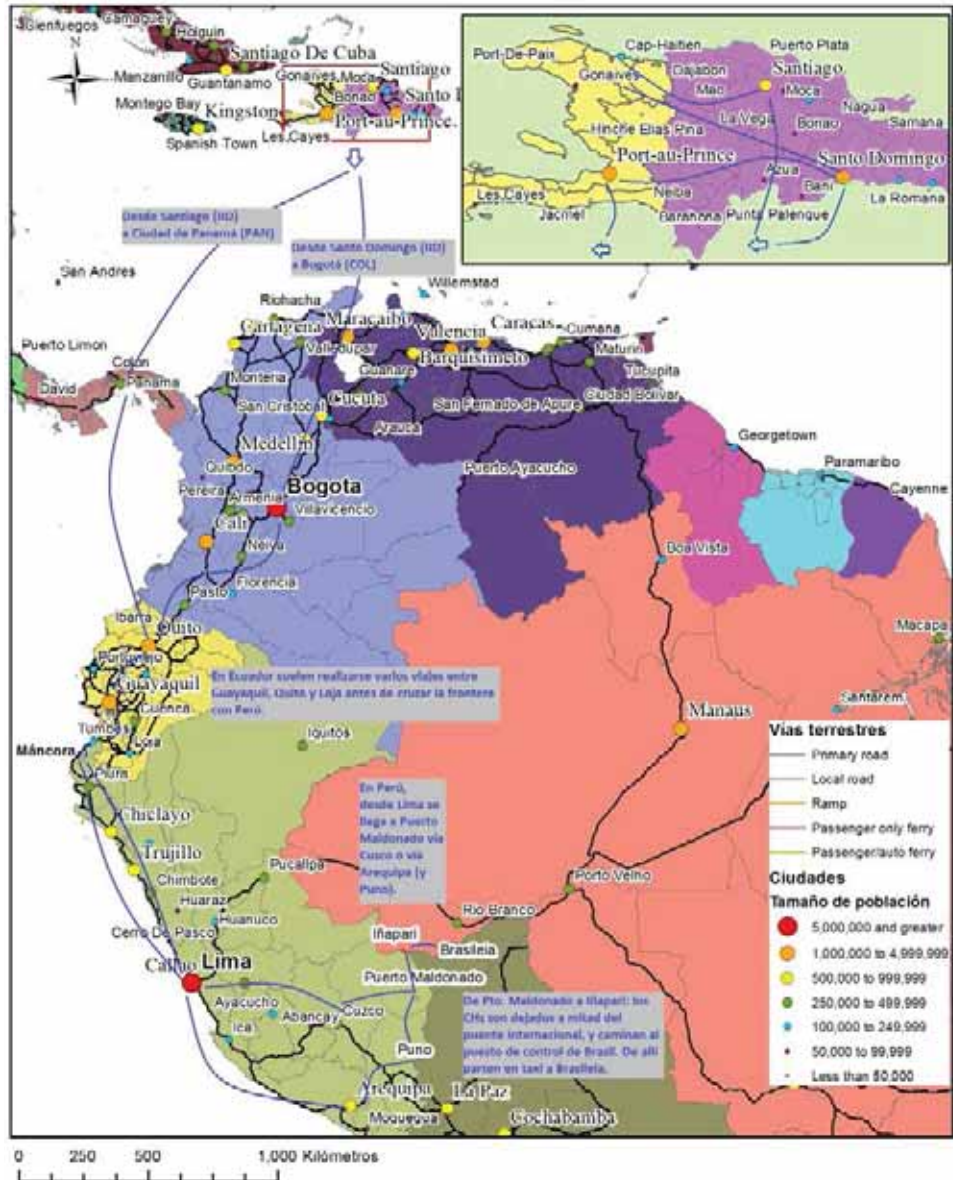 Cienfuegos
Camaguey
Holguin
Santiago De Cuba
Manzanillo
Guantanamo
Montego Bay
Kingston
Spanish Town
Gonaives
Moca
Santiago
Bonao
Santo
Port-au-Prince
Les Cayes
N
Port-De-Paix
Cap-Haitien
Puerto Plata
Gonaives
Dajabon
Santiago
Mao
Moca
Nagua
La Vega
Samana
Bonao
Hinche
Elias Pina
Port-au-Prince
Santo Domingo
Azua
Les Cayes
Neiba
Bani
La Romana
Jacmel
Barahona
Punta Palenque
Desde Santiago (RD)
a Ciudad de Panamá (PAN)
Desde Santo Domingo (RD)
a Bogotá (COL)
San Andres
Willemstad
Riohacha
Cartagena
Maracaibo
Valencia
Caracas
Cumana
Puerto Limon
Colon
Valledupar
Barquisimeto
Maturin
David
Panama
Monteria
Guanare
Tucupita
San Cristobal
Cucuta
San Fernado de Apure
Ciudad Bolivar
Arauca
Medellin
Georgetown
Quibdo
Puerto Ayacucho
Paramaribo
Pereira
Bogota
Cayenne
Armenia
Villavicencio
Cali
Neiva
Boa Vista
Florencia
Pasto
Ibarra
Quito
Macapa
Portoviejo
En Ecuador suelen realizarse varios viajes entre
Guayaquil, Quito y Loja antes de cruzar la frontera
con Perú.
Guayaquil
Cuenca
Santarem
Manaus
Tumbes
Loja
Iquitos
Máncora
Piura
Chiclayo
En Perú,
desde Lima se
llega a Puerto
Maldonado vía
Cusco o vía
Arequipa (y
Puno).
Trujillo
Pucallpa
Chimbote
Porto Velho
Huaraz
Huanuco
Rio Branco
Cerro De Pasco
Iñapari
Brasileia
Callao
Lima
Puerto Maldonado
Ayacucho
Cuzco
Abancay
De Pto. Maldonado a Iñapari: los
CHs son dejados a mitad del
puente internacional, y caminan al
puesto de control de Brasil. De allí
parten en taxi a Brasileia.
Ica
Puno
Arequipa
La Paz
Moquegua
Cochabamba
Vías terrestres
Primary road
Local road
Ramp
Passenger only ferry
Passenger/auto ferry
Ciudades
Tamaño de población
5,000,000 and greater
1,000,000 to 4,999,999
500,000 to 999,999
250,000 to 499,999
100,000 to 249,999
50,000 to 99,999
Less than 50,000
0 250 500 1,000 Kilómetros